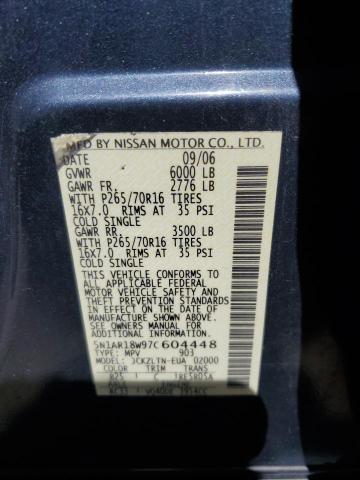 MFD BY NISSAN MOTOR CO., LTD.
DATE 09/06
GVWR 6000 LB
GAWR FR. 2776 LB
WITH P265/70R16 TIRES
16X7.0 RIMS AT 35 PSI
COLD SINGLE
GAWR RR. 3500 LB
WITH P265/70R16 TIRES
16X7.0 RIMS AT 35 PSI
COLD SINGLE
THIS VEHICLE CONFORMS TO
ALL APPLICABLE FEDERAL
MOTOR VEHICLE SAFETY AND
THEFT PREVENTION
STANDARDS IN EFFECT ON
THE DATE OF
MANUFACTURE SHOWN ABOVE.
SEE OWNERS MANUAL FOR
ADDITIONAL INFORMATION.
5N1AR18W97C604448
TYPE: MPV 903
MODEL: JCKZLTN-EUA 02000
COLOR TRIM TRANS
B25 C RE5R05A